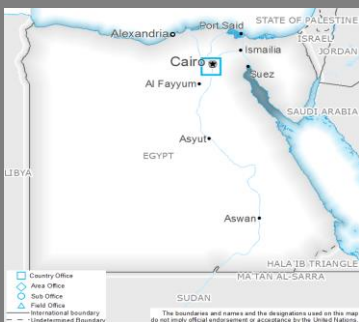 STATE OF PALESTINE
Port Said
Alexandria
ISRAEL
Ismailia
JORDAN
Cairo
Suez
Al Fayyum
SAUDI ARABIA
Asyut
EGYPT
LIBYA
Aswan
HALA'IB TRIANGLE
MA'TAN AL-SARRA
SUDAN
Country Office
Area Office
Sub Office
Field Office
International boundary
Undetermined Boundary
The boundaries and names and the designations used on this map
do not imply official endorsement or acceptance by the United Nations.